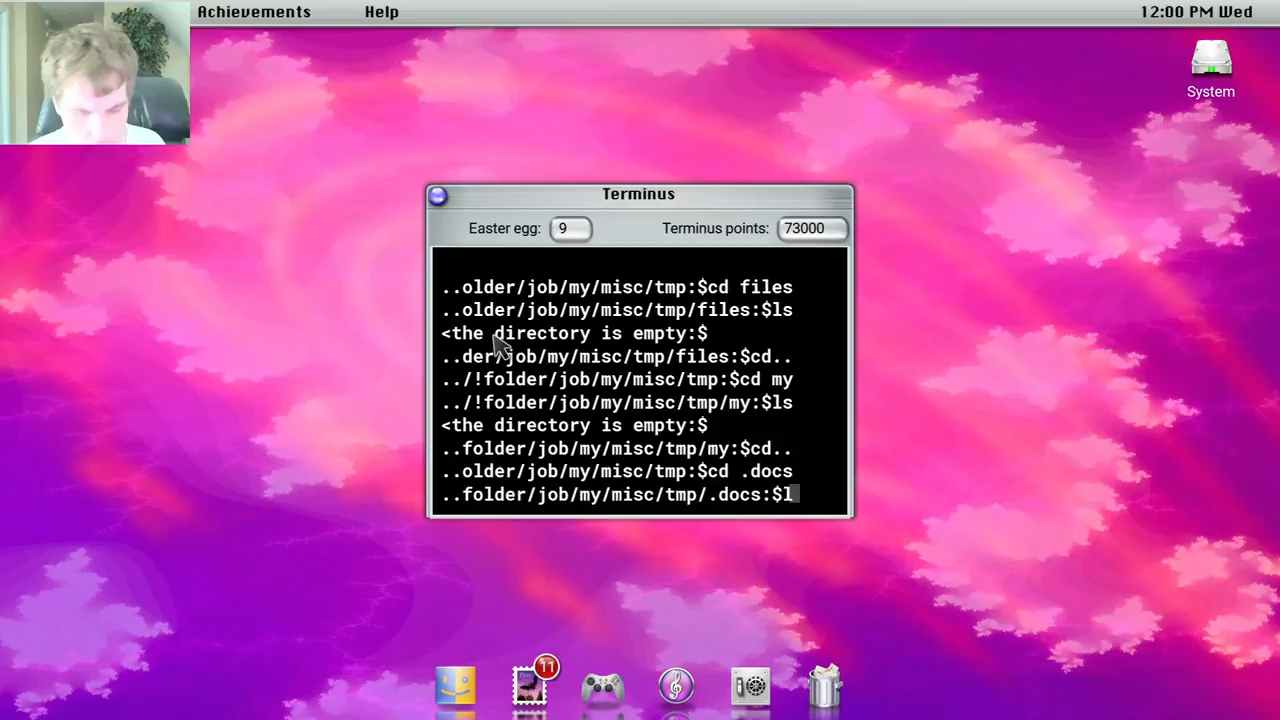 Achievements Help 12:00 PM Wed
System
Terminus
Easter egg: 9 Terminus points: 73000
..older/job/my/misc/tmp:$cd files
..older/job/my/misc/tmp/files:$ls
<the directory is empty:$
..der/job/my/misc/tmp/files:$cd..
../!folder/job/my/misc/tmp:$cd my
../!folder/job/my/misc/tmp/my:$ls
<the directory is empty:$
..folder/job/my/misc/tmp/my:$cd..
..older/job/my/misc/tmp:$cd .docs
..folder/job/my/misc/tmp/.docs:$l
11